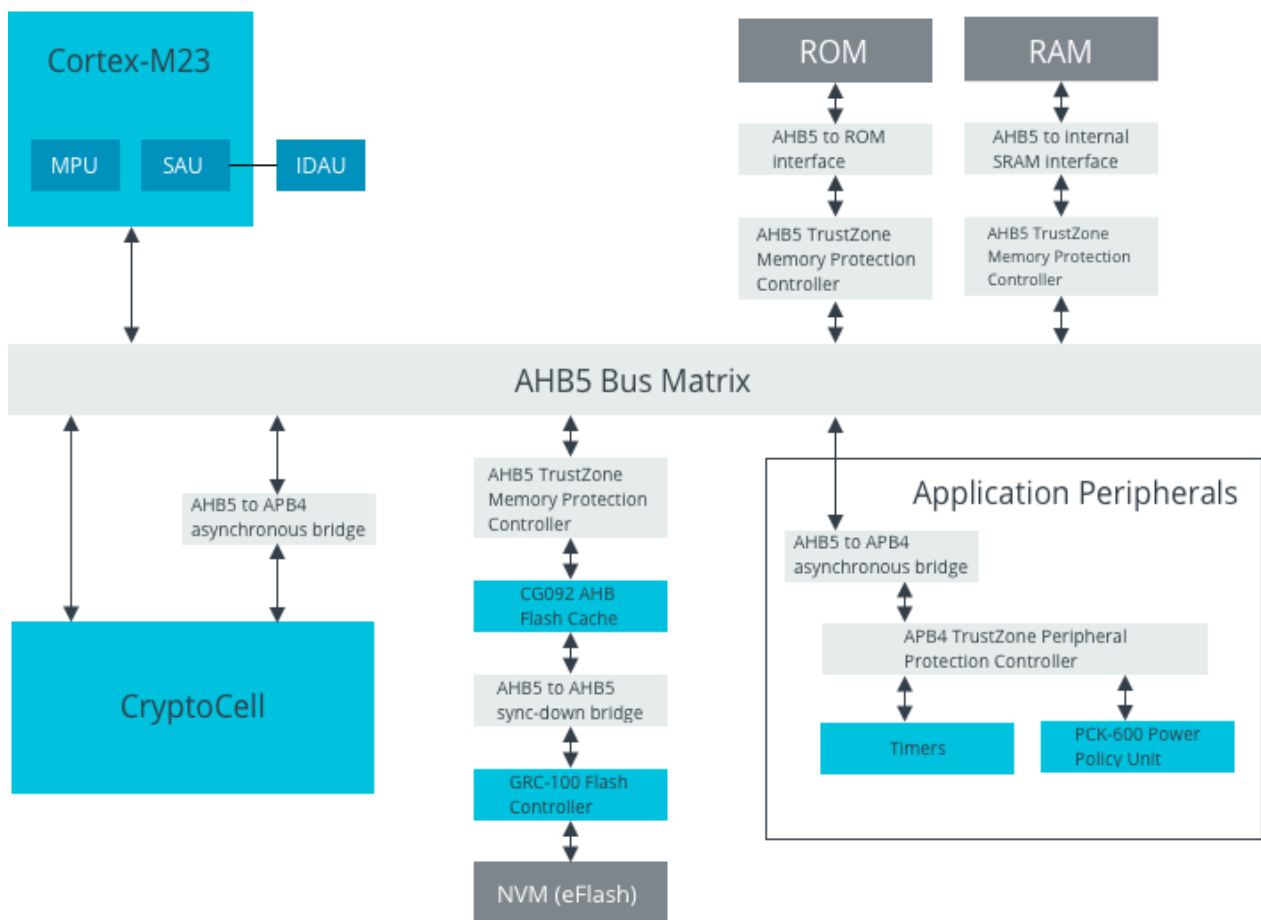 Cortex-M23
MPU
SAU
IDAU
ROM
RAM
AHB5 to ROM
interface
AHB5 to internal
SRAM interface
AHB5 TrustZone
Memory Protection
Controller
AHB5 TrustZone
Memory Protection
Controller
AHB5 Bus Matrix
AHB5 to APB4
asynchronous bridge
CryptoCell
AHB5 TrustZone
Memory Protection
Controller
CG092 AHB
Flash Cache
AHB5 to AHB5
sync-down bridge
GRC-100 Flash
Controller
NVM (eFlash)
Application Peripherals
AHB5 to APB4
asynchronous bridge
APB4 TrustZone Peripheral
Protection Controller
Timers
PCK-600 Power
Policy Unit